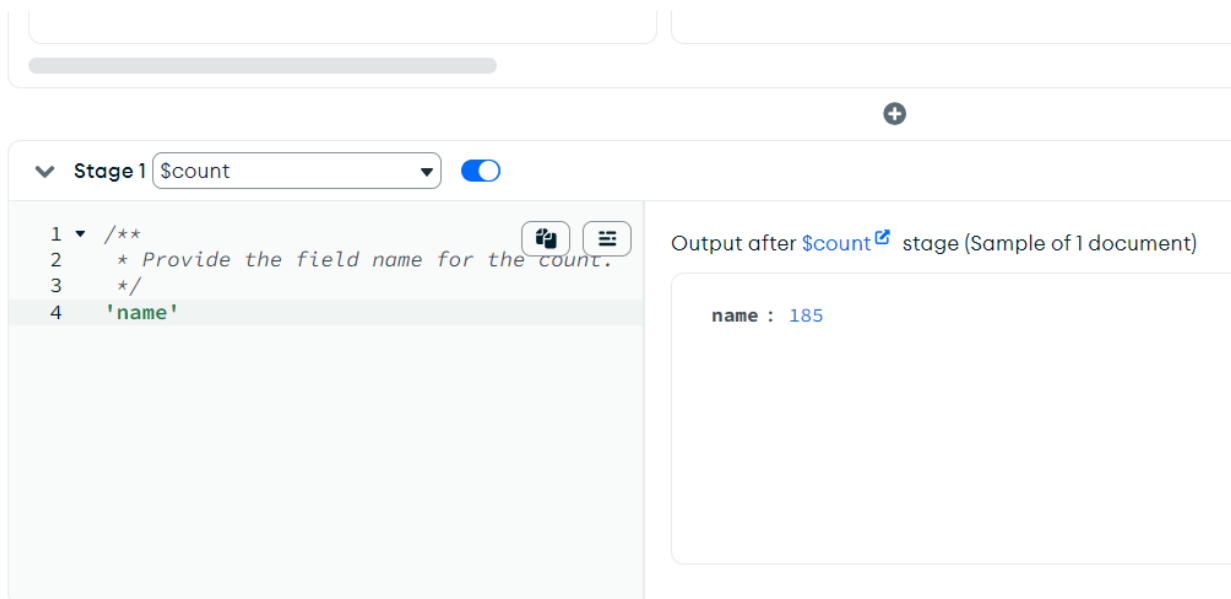 Stage 1 $count
1 /**
2 * Provide the field name for the count.
3 */
4 'name'
Output after $count stage (Sample of 1 document)
name : 185